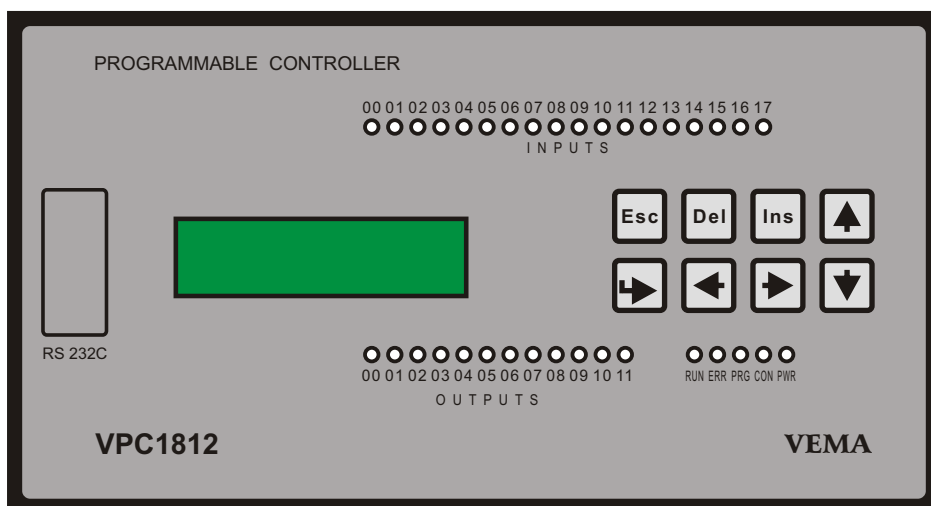 PROGRAMMABLE CONTROLLER
00 01 02 03 04 05 06 07 08 09 10 11 12 13 14 15 16 17
INPUTS
Esc Del Ins
RS 232C
00 01 02 03 04 05 06 07 08 09 10 11
RUN ERR PRG CON PWR
OUTPUTS
VPC1812
VEMA